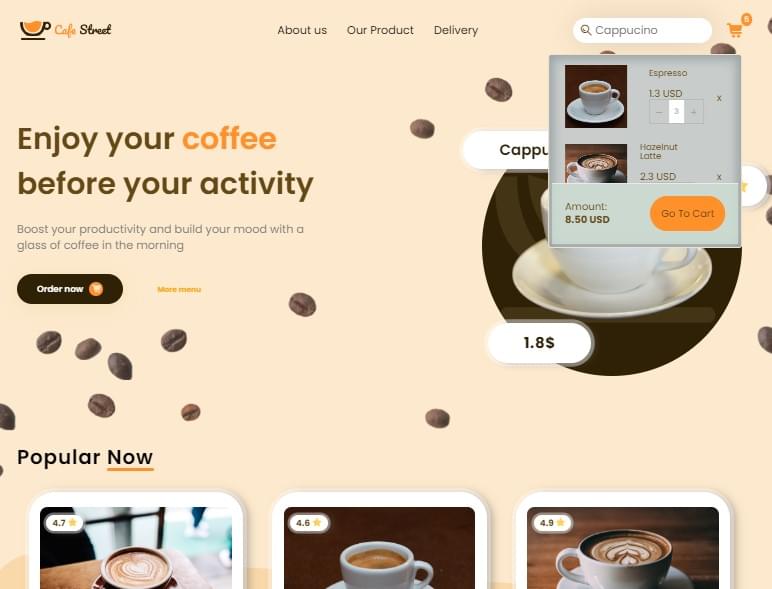 Cafe Street
About us
Our Product
Delivery
Cappucino
5
Espresso
1.3 USD
x
– 3 +
Hazelnut
Latte
2.3 USD
x
Amount:
8.50 USD
Go To Cart
Enjoy your coffee
before your activity
Boost your productivity and build your mood with a
glass of coffee in the morning
Order now
More menu
Cappu
1.8$
Popular Now
4.7
4.6
4.9